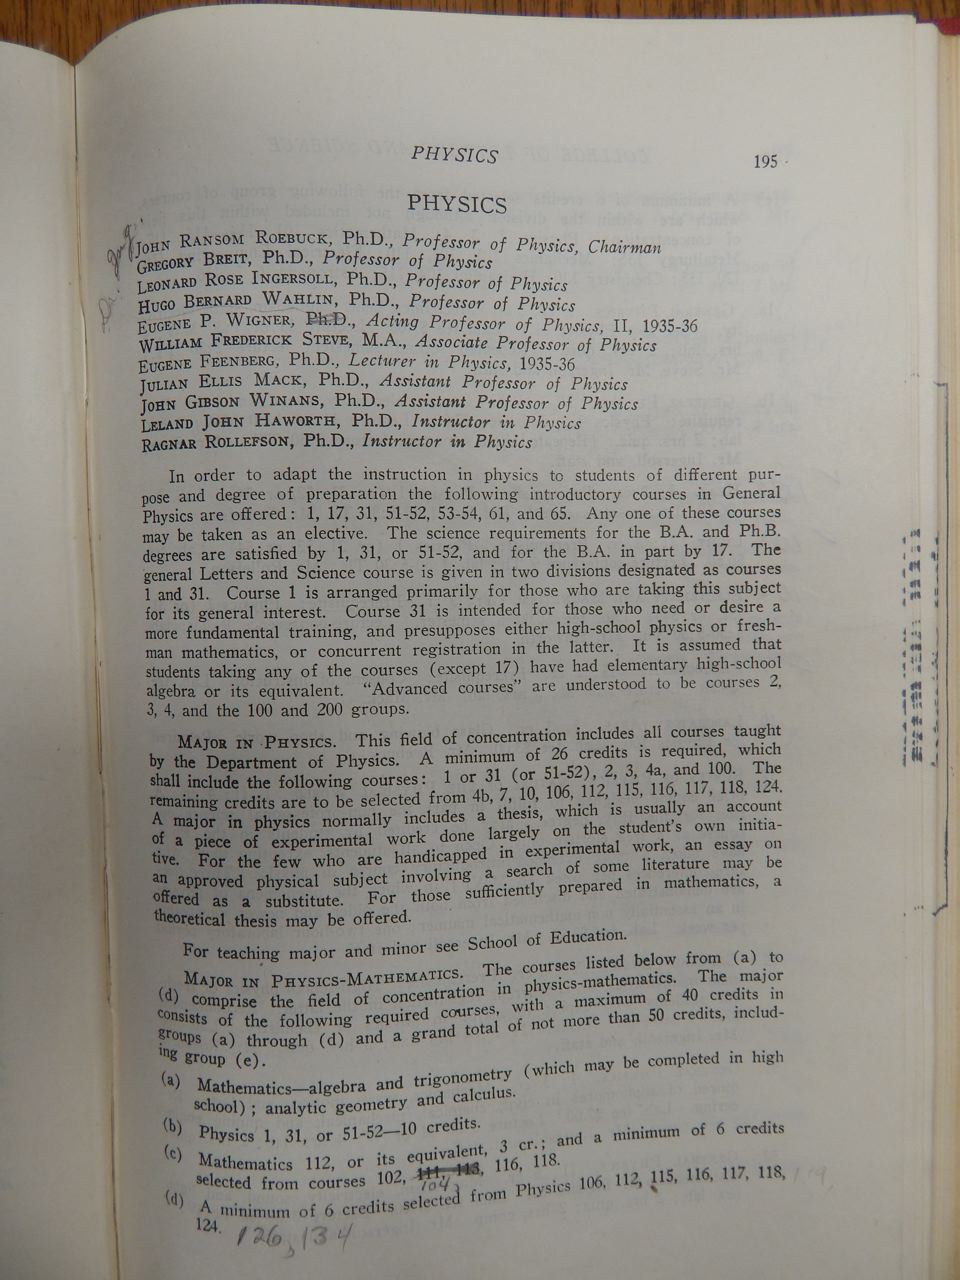 PHYSICS 195
PHYSICS
JOHN RANSOM ROEBUCK, Ph.D., Professor of Physics, Chairman
GREGORY BREIT, Ph.D., Professor of Physics
LEONARD ROSE INGERSOLL, Ph.D., Professor of Physics
HUGO BERNARD WAHLIN, Ph.D., Professor of Physics
EUGENE P. WIGNER, Ph.D., Acting Professor of Physics, II, 1935-36
WILLIAM FREDERICK STEVE, M.A., Associate Professor of Physics
EUGENE FEENBERG, Ph.D., Lecturer in Physics, 1935-36
JULIAN ELLIS MACK, Ph.D., Assistant Professor of Physics
JOHN GIBSON WINANS, Ph.D., Assistant Professor of Physics
LELAND JOHN HAWORTH, Ph.D., Instructor in Physics
RAGNAR ROLLEFSON, Ph.D., Instructor in Physics
In order to adapt the instruction in physics to students of different pur-
pose and degree of preparation the following introductory courses in General
Physics are offered: 1, 17, 31, 51-52, 53-54, 61, and 65. Any one of these courses
may be taken as an elective. The science requirements for the B.A. and Ph.B.
degrees are satisfied by 1, 31, or 51-52, and for the B.A. in part by 17. The
general Letters and Science course is given in two divisions designated as courses
1 and 31. Course 1 is arranged primarily for those who are taking this subject
for its general interest. Course 31 is intended for those who need or desire a
more fundamental training, and presupposes either high-school physics or fresh-
man mathematics, or concurrent registration in the latter. It is assumed that
students taking any of the courses (except 17) have had elementary high-school
algebra or its equivalent. “Advanced courses” are understood to be courses 2,
3, 4, and the 100 and 200 groups.
MAJOR IN PHYSICS. This field of concentration includes all courses taught
by the Department of Physics. A minimum of 26 credits is required, which
shall include the following courses: 1 or 31 (or 51-52), 2, 3, 4a, and 100. The
remaining credits are to be selected from 4b, 7, 10, 106, 112, 115, 116, 117, 118, 124.
A major in physics normally includes a thesis, which is usually an account
of a piece of experimental work done largely on the student's own initia-
tive. For the few who are handicapped in experimental work, an essay on
an approved physical subject involving a search of some literature may be
offered as a substitute. For those sufficiently prepared in mathematics, a
theoretical thesis may be offered.
For teaching major and minor see School of Education.
MAJOR IN PHYSICS-MATHEMATICS. The courses listed below from (a) to
(d) comprise the field of concentration in physics-mathematics. The major
consists of the following required courses, with a maximum of 40 credits in
groups (a) through (d) and a grand total of not more than 50 credits, includ-
ing group (e).
(a) Mathematics—algebra and trigonometry (which may be completed in high
school); analytic geometry and calculus.
(b) Physics 1, 31, or 51-52—10 credits.
(c) Mathematics 112, or its equivalent, 3 cr.; and a minimum of 6 credits
selected from courses 102, 111, 113, 116, 118.
104
(d) A minimum of 6 credits selected from Physics 106, 112, 115, 116, 117, 118,
124. 126, 134